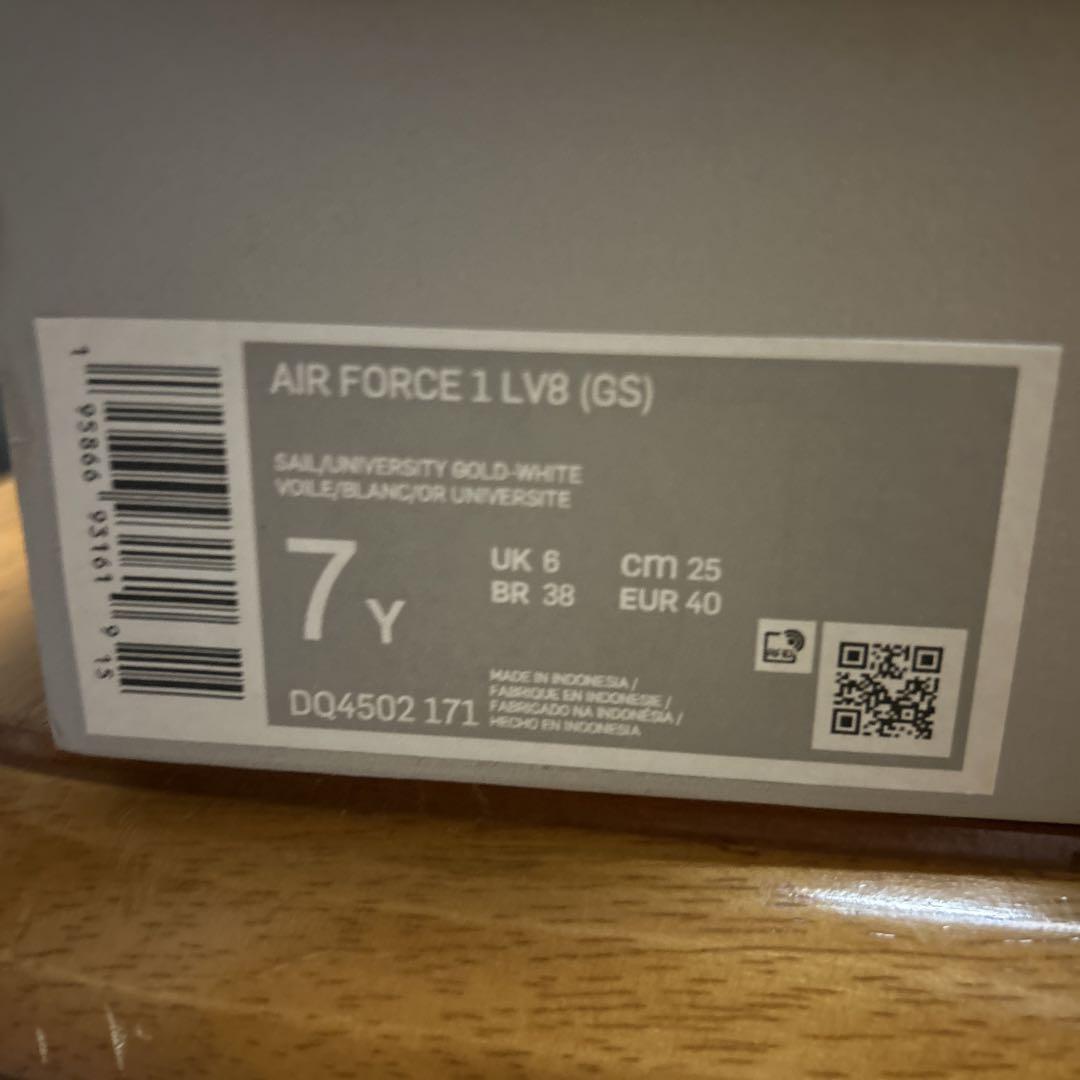 AIR FORCE 1 LV8 (GS)
SAIL/UNIVERSITY GOLD-WHITE
VOILE/BLANC/OR UNIVERSITE
7 Y
UK 6
cm 25
BR 38
EUR 40
DQ4502 171
MADE IN INDONESIA /
FABRIQUE EN INDONESIE /
FABRICADO NA INDONÉSIA /
HECHO EN INDONESIA
RFID
1 95866 93161 9 15